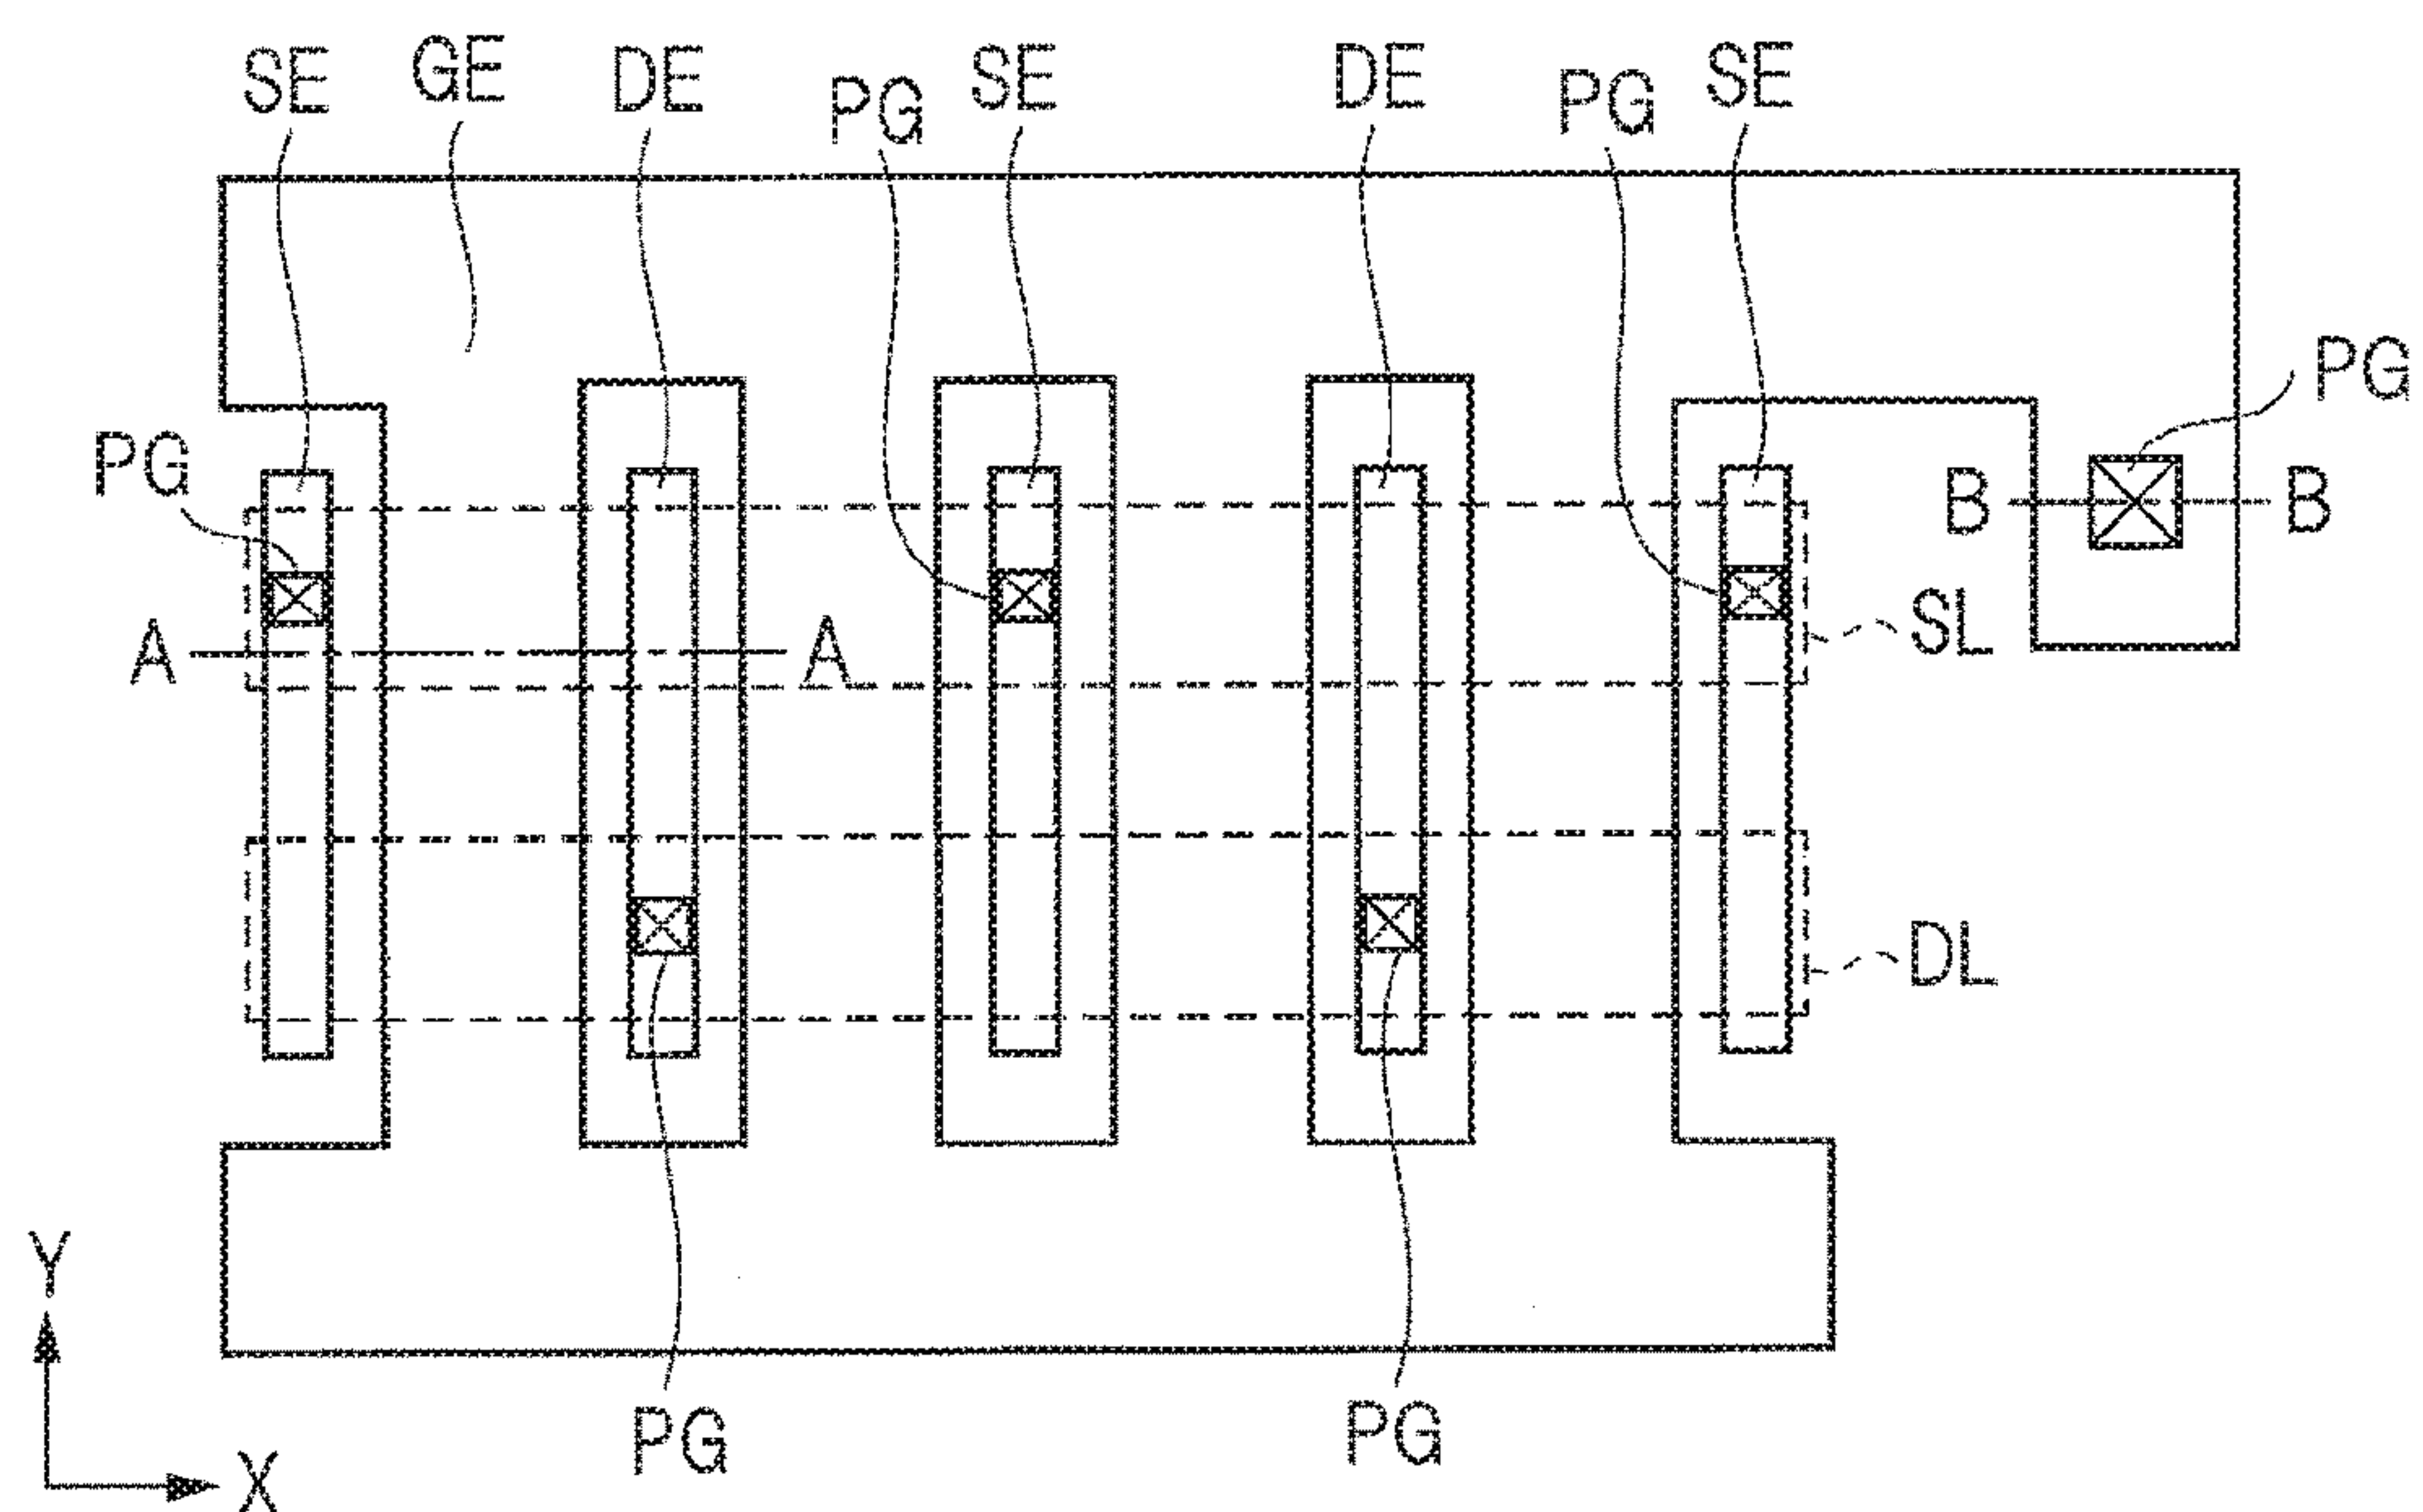 SE GE DE PG SE DE PG SE
PG
PG
B B
A A
SL
DL
Y
X
PG PG